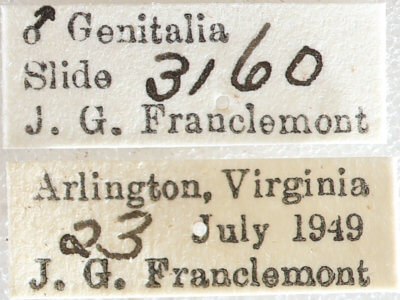 ♂ Genitalia
Slide 3160
J. G. Franclemont
Arlington, Virginia
23 July 1949
J. G. Franclemont